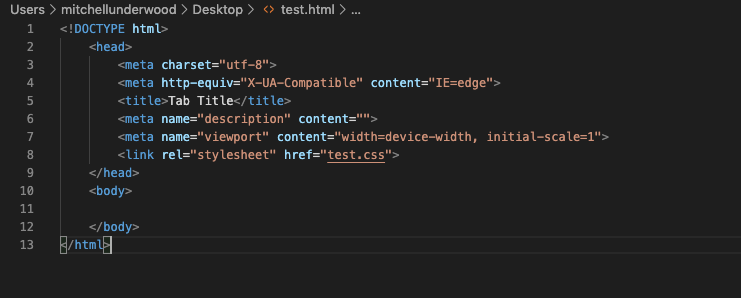 Users > mitchellunderwood > Desktop > <> test.html > ...
1 <!DOCTYPE html>
2     <head>
3         <meta charset="utf-8">
4         <meta http-equiv="X-UA-Compatible" content="IE=edge">
5         <title>Tab Title</title>
6         <meta name="description" content="">
7         <meta name="viewport" content="width=device-width, initial-scale=1">
8         <link rel="stylesheet" href="test.css">
9     </head>
10     <body>
11
12     </body>
13 </html>